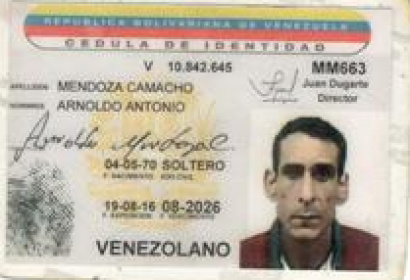 REPUBLICA BOLIVARIANA DE VENEZUELA
CEDULA DE IDENTIDAD
V 10.842.645 MM663
APELLIDOS MENDOZA CAMACHO
Juan Dugarte
Director
NOMBRES ARNOLDO ANTONIO
Arnoldo Mendoza C
04-05-70 SOLTERO
F. NACIMIENTO EDO. CIVIL
19-08-16 08-2026
F. EXPEDICION F. VENCIMIENTO
VENEZOLANO